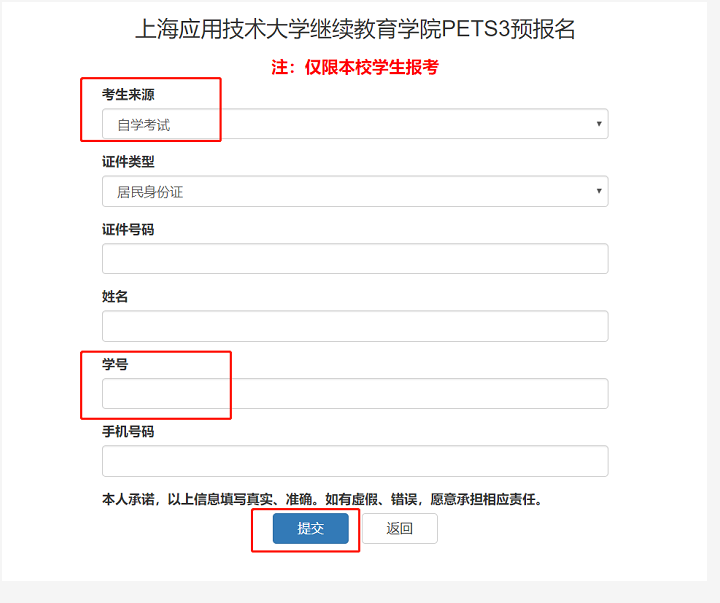 上海应用技术大学继续教育学院PETS3预报名
注：仅限本校学生报考
考生来源
自学考试
证件类型
居民身份证
证件号码
姓名
学号
手机号码
本人承诺，以上信息填写真实、准确。如有虚假、错误，愿意承担相应责任。
提交 返回